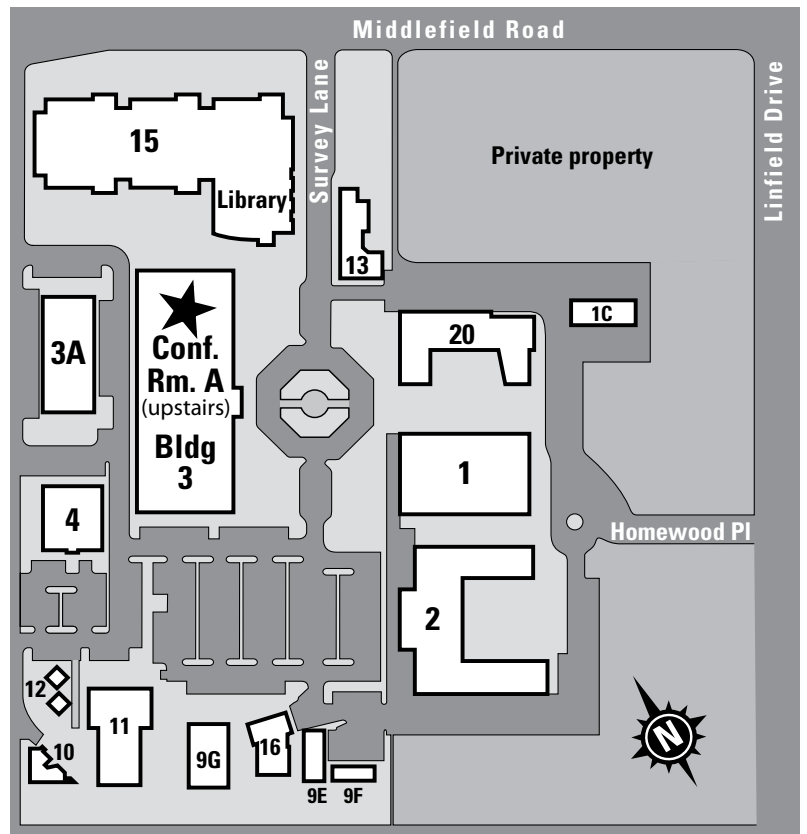 Middlefield Road
Survey Lane
Linfield Drive
15
Library
Private property
13
1C
3A
Conf.
Rm. A
(upstairs)
Bldg
3
20
4
1
Homewood Pl
2
12
11
10
9G
16
9E
9F
N